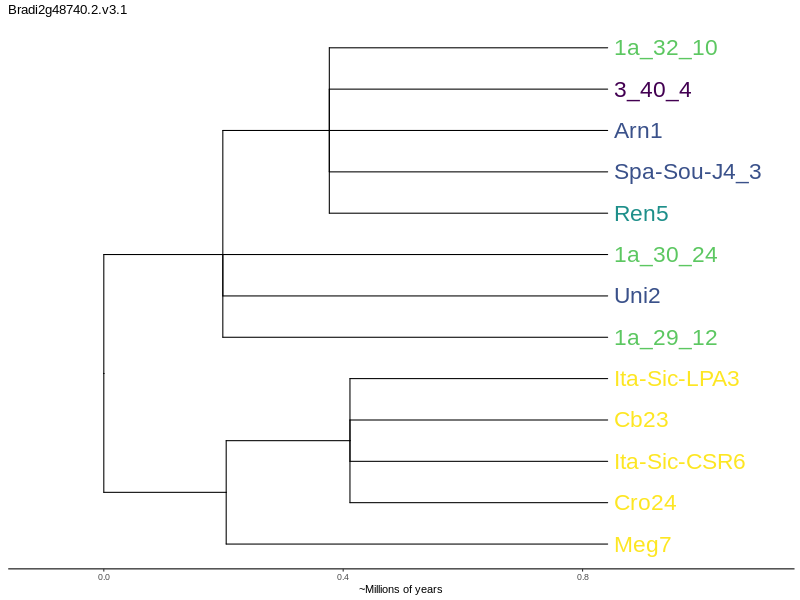 Bradi2g48740.2.v3.1
1a_32_10
3_40_4
Arn1
Spa-Sou-J4_3
Ren5
1a_30_24
Uni2
1a_29_12
Ita-Sic-LPA3
Cb23
Ita-Sic-CSR6
Cro24
Meg7
0.0 0.4 0.8
~Millions of years